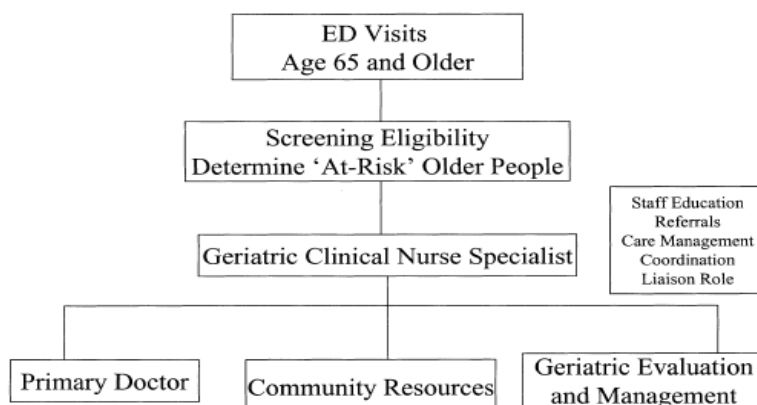 ED Visits
Age 65 and Older
Screening Eligibility
Determine ‘At-Risk’ Older People
Staff Education
Referrals
Care Management
Coordination
Liaison Role
Geriatric Clinical Nurse Specialist
Primary Doctor
Community Resources
Geriatric Evaluation
and Management